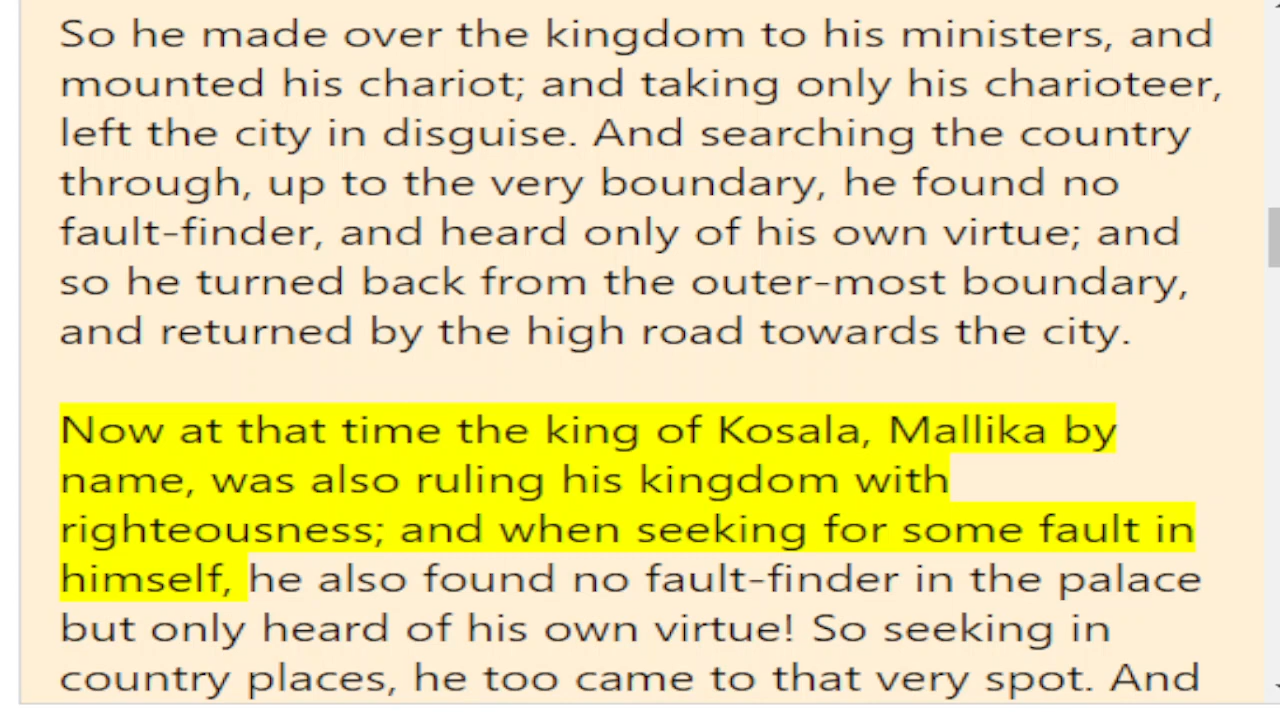 So he made over the kingdom to his ministers, and
mounted his chariot; and taking only his charioteer,
left the city in disguise. And searching the country
through, up to the very boundary, he found no
fault-finder, and heard only of his own virtue; and
so he turned back from the outer-most boundary,
and returned by the high road towards the city.
Now at that time the king of Kosala, Mallika by
name, was also ruling his kingdom with
righteousness; and when seeking for some fault in
himself, he also found no fault-finder in the palace
but only heard of his own virtue! So seeking in
country places, he too came to that very spot. And